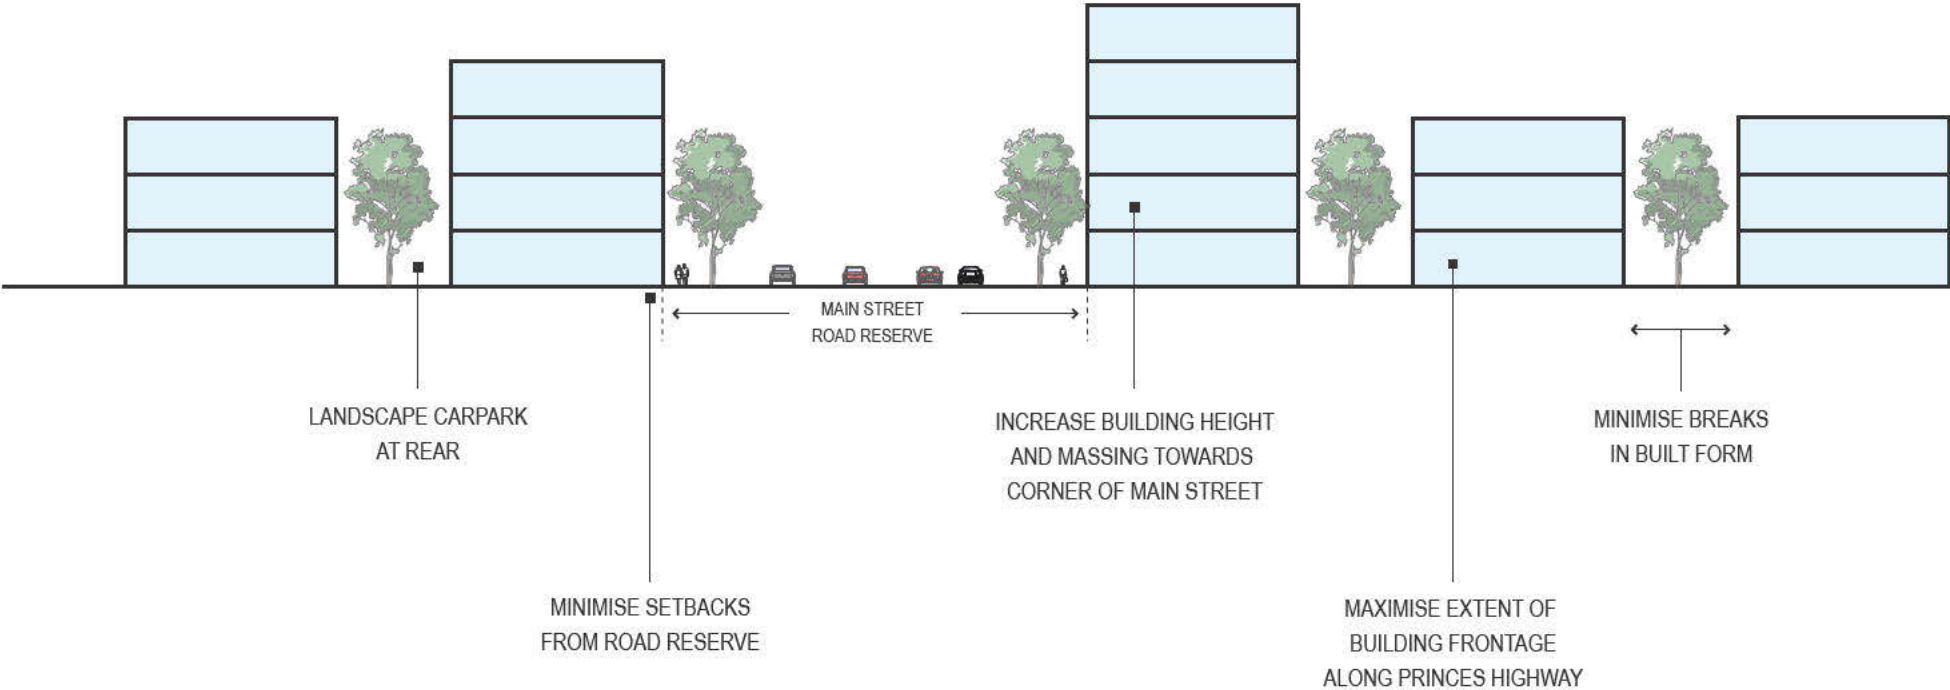 MAIN STREET
ROAD RESERVE
LANDSCAPE CARPARK
AT REAR
INCREASE BUILDING HEIGHT
AND MASSING TOWARDS
CORNER OF MAIN STREET
MINIMISE BREAKS
IN BUILT FORM
MINIMISE SETBACKS
FROM ROAD RESERVE
MAXIMISE EXTENT OF
BUILDING FRONTAGE
ALONG PRINCES HIGHWAY